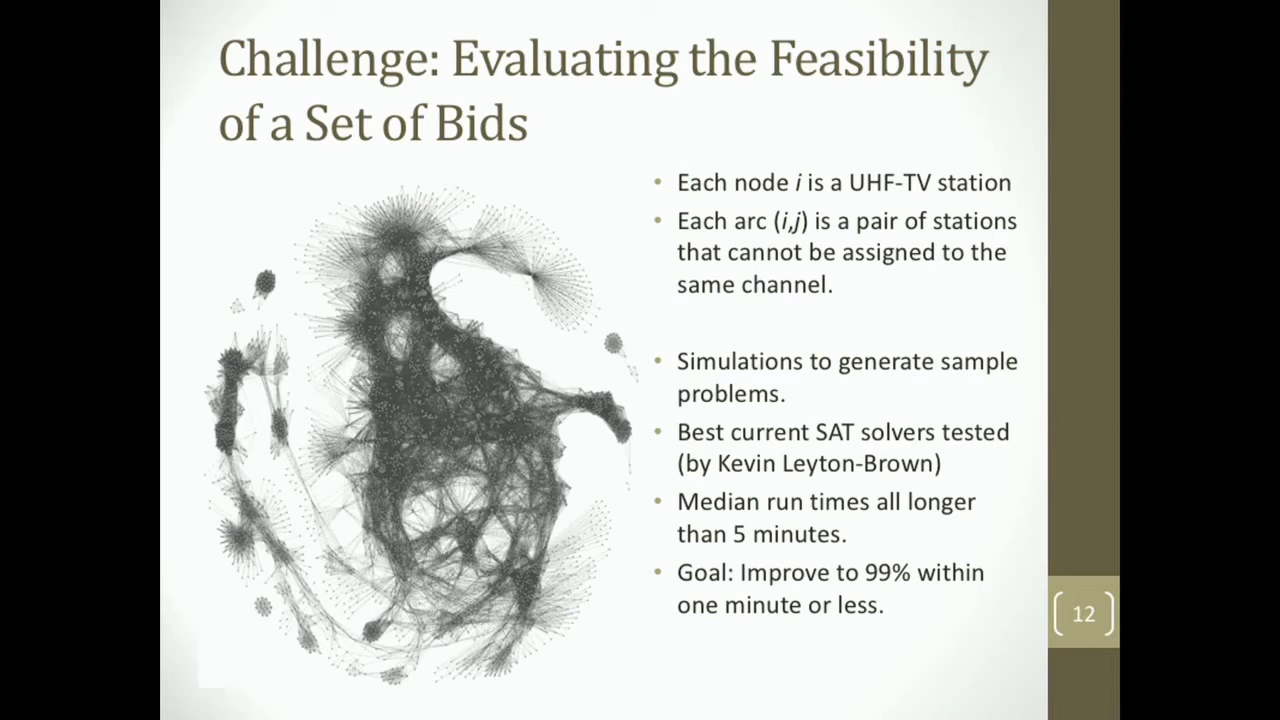 Challenge: Evaluating the Feasibility
of a Set of Bids
• Each node i is a UHF-TV station
• Each arc (i,j) is a pair of stations
that cannot be assigned to the
same channel.
• Simulations to generate sample
problems.
• Best current SAT solvers tested
(by Kevin Leyton-Brown)
• Median run times all longer
than 5 minutes.
• Goal: Improve to 99% within
one minute or less.
12